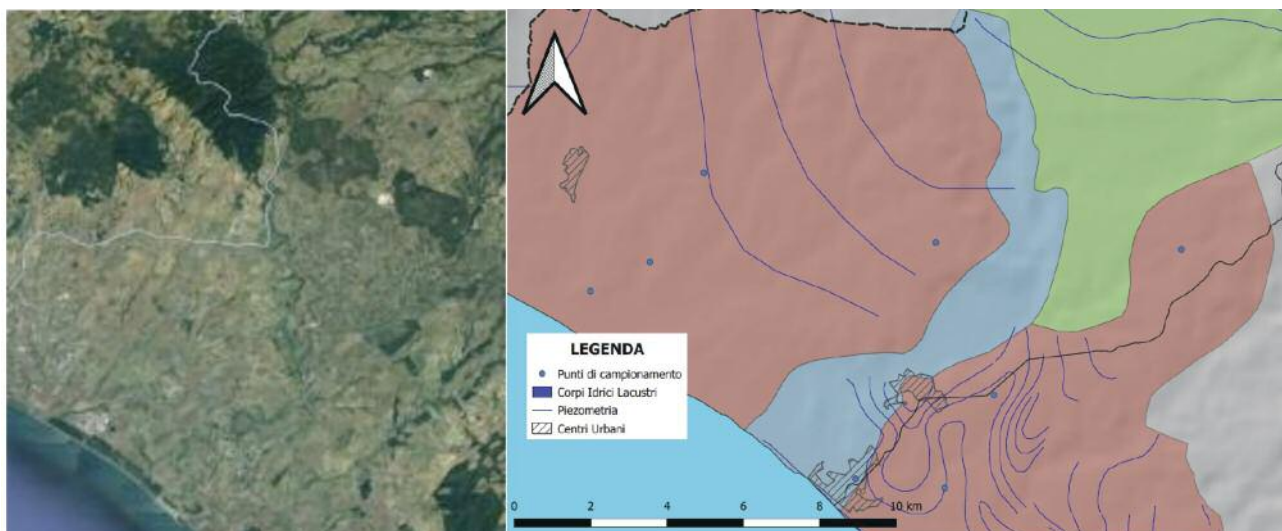 LEGENDA
Punti di campionamento
Corpi Idrici Lacustri
Piezometria
Centri Urbani
0 2 4 6 8 10 km